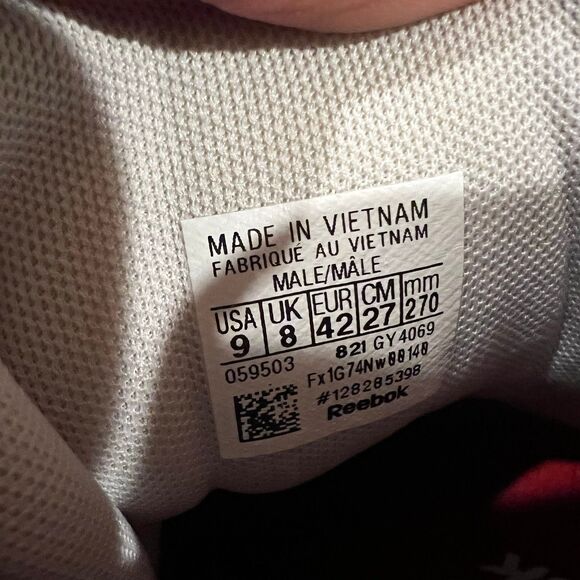 MADE IN VIETNAM
FABRIQUÉ AU VIETNAM
MALE/MÂLE
USA UK EUR CM mm
9 8 42 27 270
059503 821 GY4069
Fx1G74Nw00140
#128285398
Reebok